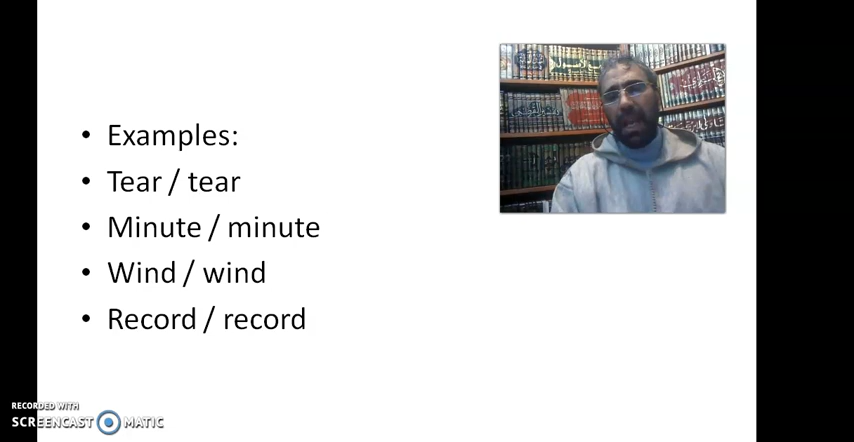 • Examples:
• Tear / tear
• Minute / minute
• Wind / wind
• Record / record
RECORDED WITH
SCREENCAST MATIC